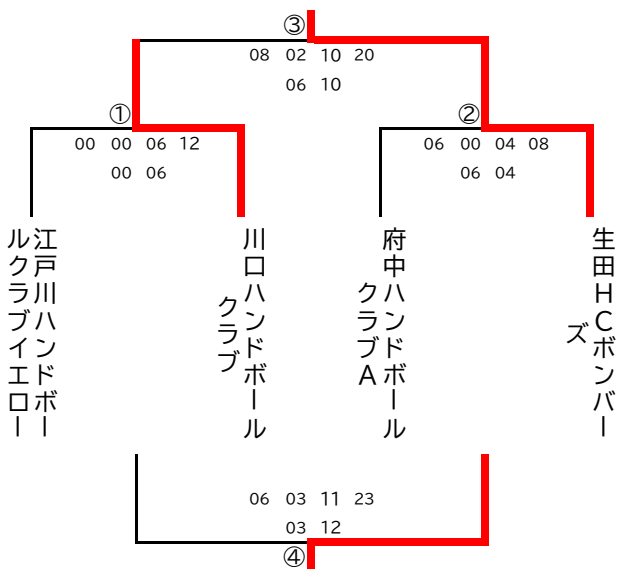 ③
08 02 10 20
06 10
①
②
00 00 06 12
00 06
06 00 04 08
06 04
江戸川ハンドボー
ルクラブイエロー
川口ハンドボール
クラブ
府中ハンドボール
クラブA
生田HCボンバー
ズ
06 03 11 23
03 12
④